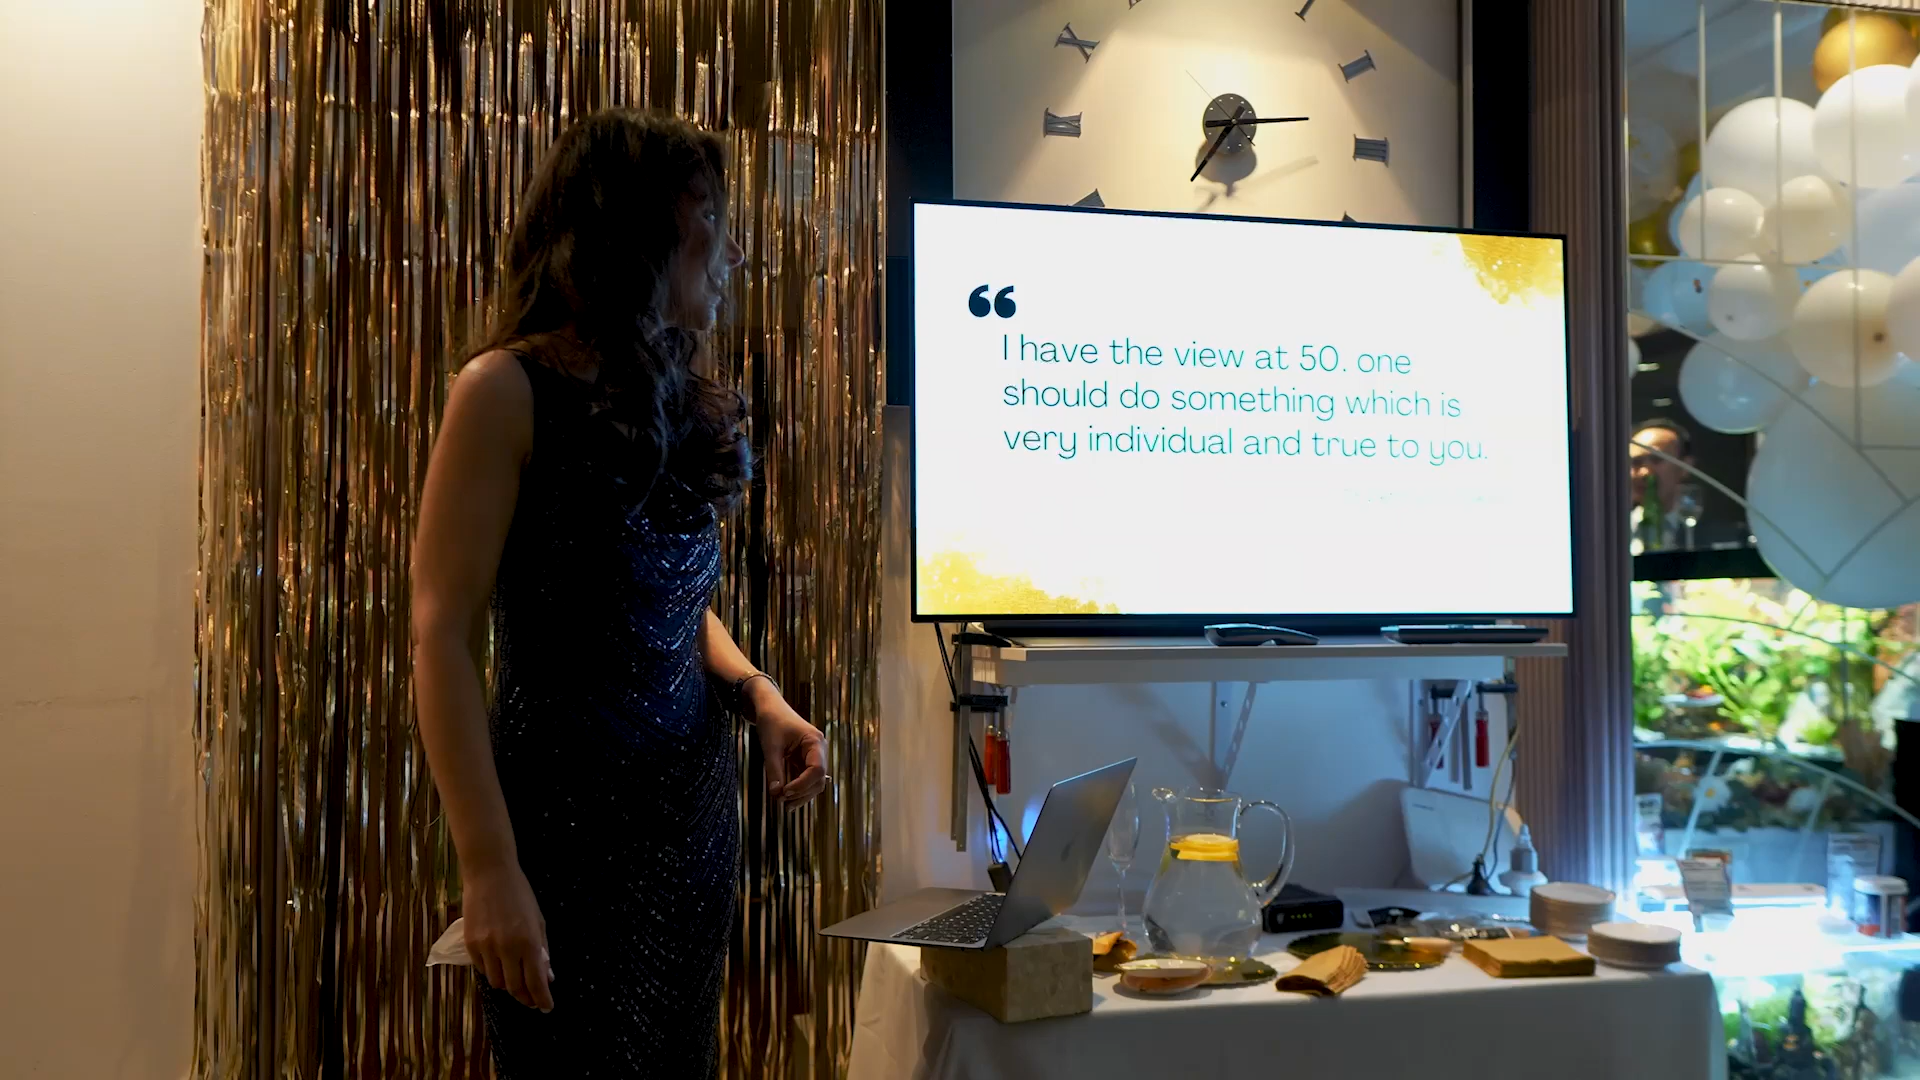 “
I have the view at 50. one
should do something which is
very individual and true to you.